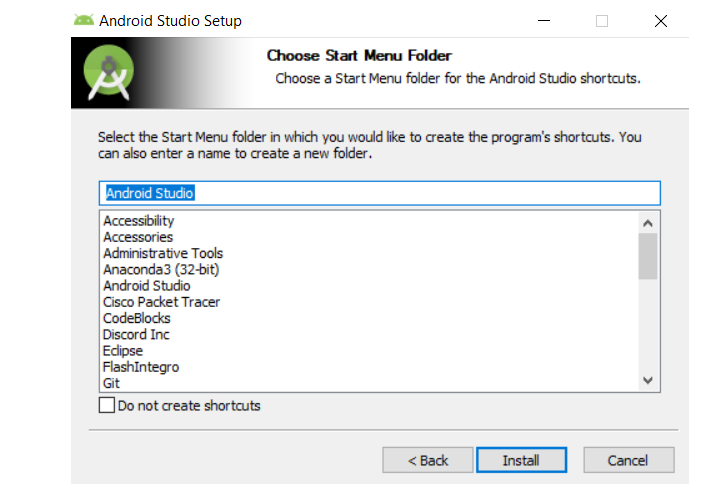 Android Studio Setup
Choose Start Menu Folder
Choose a Start Menu folder for the Android Studio shortcuts.
Select the Start Menu folder in which you would like to create the program's shortcuts. You
can also enter a name to create a new folder.
Android Studio
Accessibility
Accessories
Administrative Tools
Anaconda3 (32-bit)
Android Studio
Cisco Packet Tracer
CodeBlocks
Discord Inc
Eclipse
FlashIntegro
Git
Do not create shortcuts
< Back
Install
Cancel